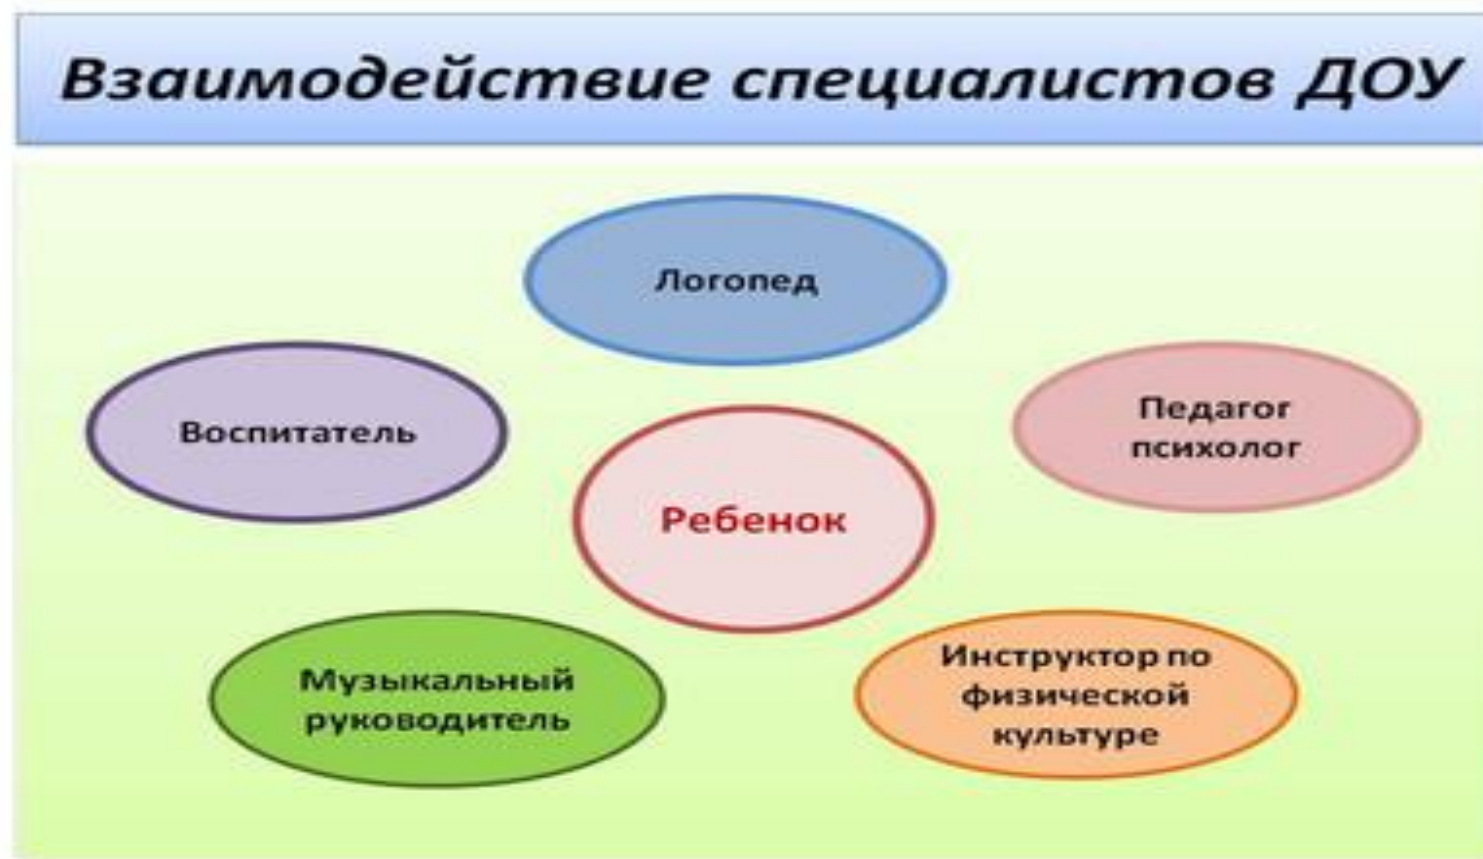 Взаимодействие специалистов ДОУ
Логопед
Воспитатель
Педагог
психолог
Ребенок
Музыкальный
руководитель
Инструктор по
физической
культуре